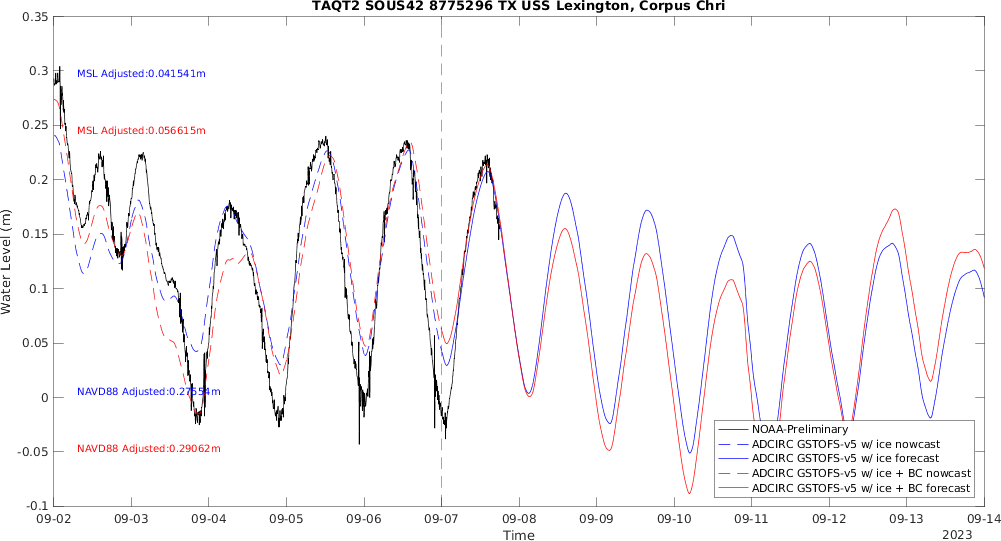 TAQT2 SOUS42 8775296 TX USS Lexington, Corpus Chri
0.35
0.3
0.25
0.2
0.15
0.1
0.05
0
-0.05
-0.1
Water Level (m)
MSL Adjusted:0.041541m
MSL Adjusted:0.056615m
NAVD88 Adjusted:0.27554m
NAVD88 Adjusted:0.29062m
NOAA-Preliminary
ADCIRC GSTOFS-v5 w/ ice nowcast
ADCIRC GSTOFS-v5 w/ ice forecast
ADCIRC GSTOFS-v5 w/ ice + BC nowcast
ADCIRC GSTOFS-v5 w/ ice + BC forecast
09-02 09-03 09-04 09-05 09-06 09-07 09-08 09-09 09-10 09-11 09-12 09-13 09-14
Time
2023